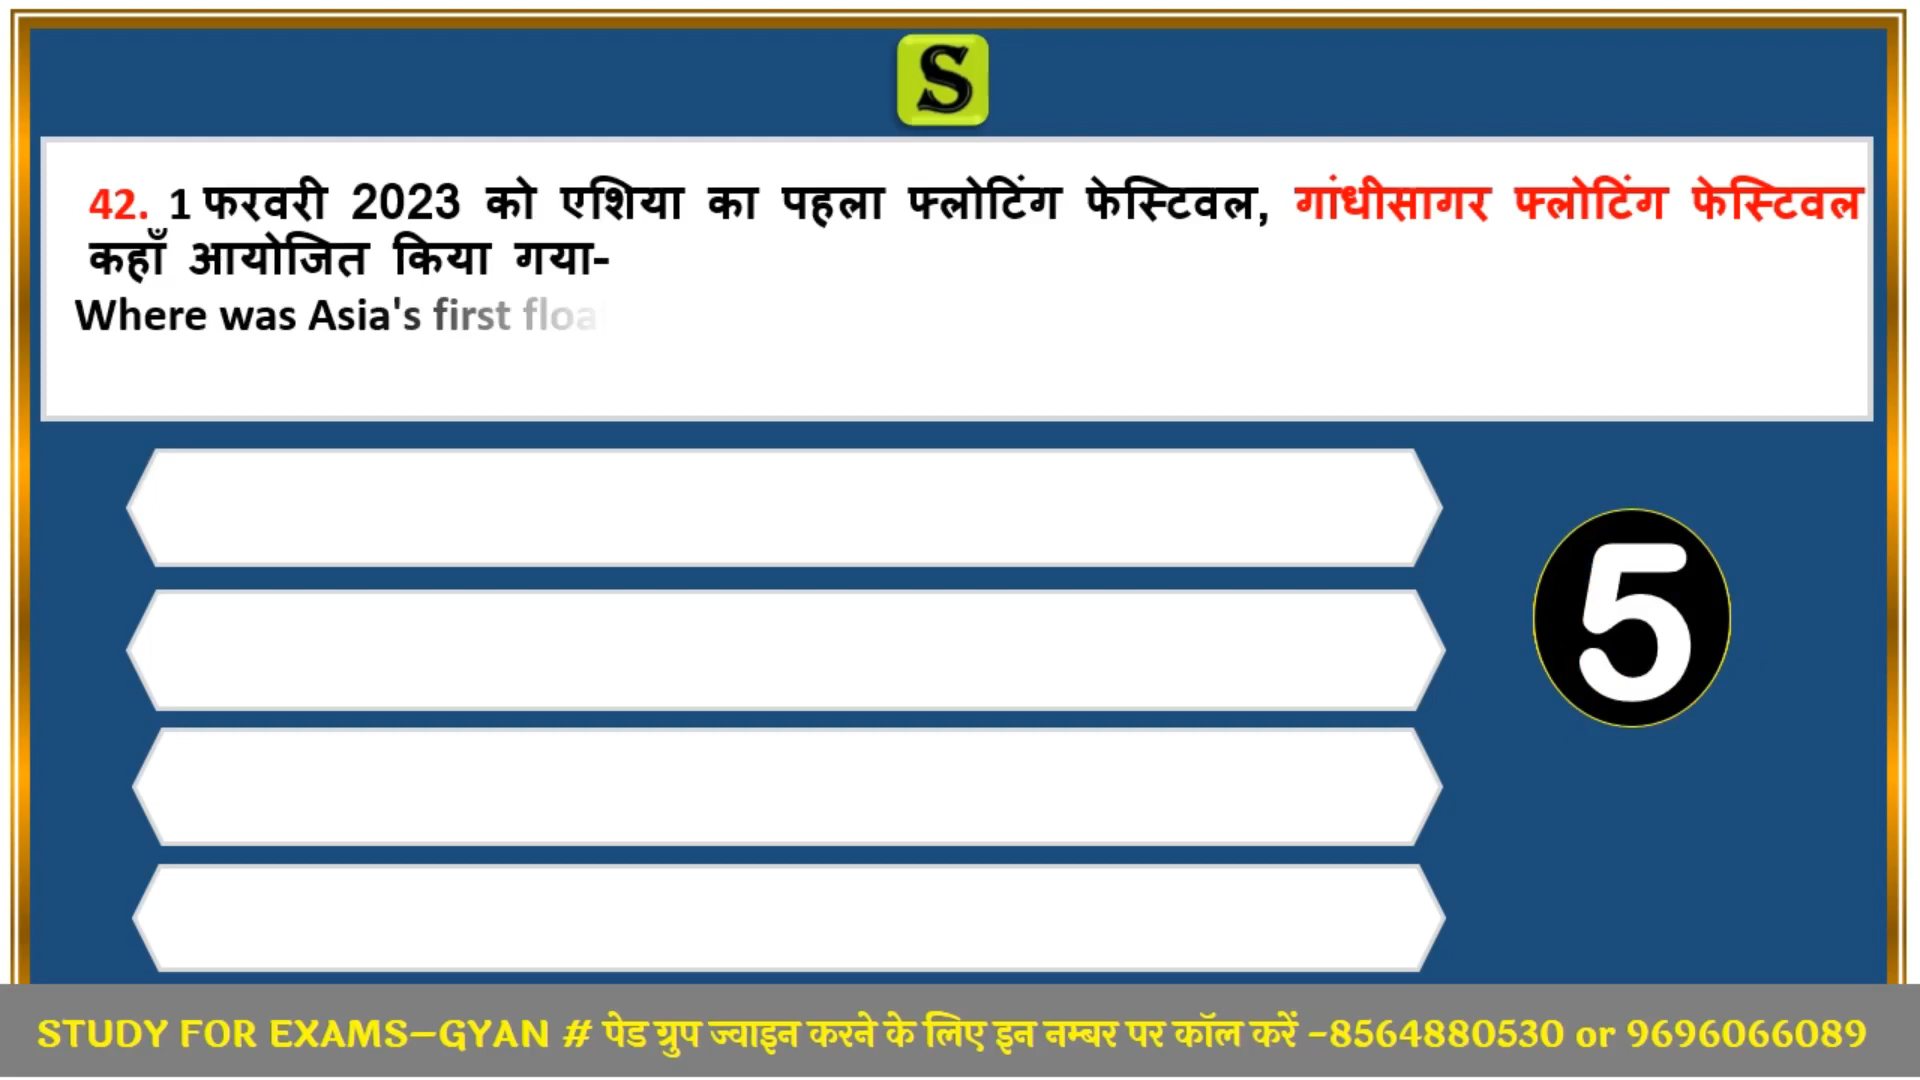 S
42. 1 फरवरी 2023 को एशिया का पहला फ्लोटिंग फेस्टिवल, गांधीसागर फ्लोटिंग फेस्टिवल
कहाँ आयोजित किया गया-
Where was Asia's first floa
5
STUDY FOR EXAMS–GYAN # पेड ग्रुप ज्वाइन करने के लिए इन नम्बर पर कॉल करें -8564880530 or 9696066089